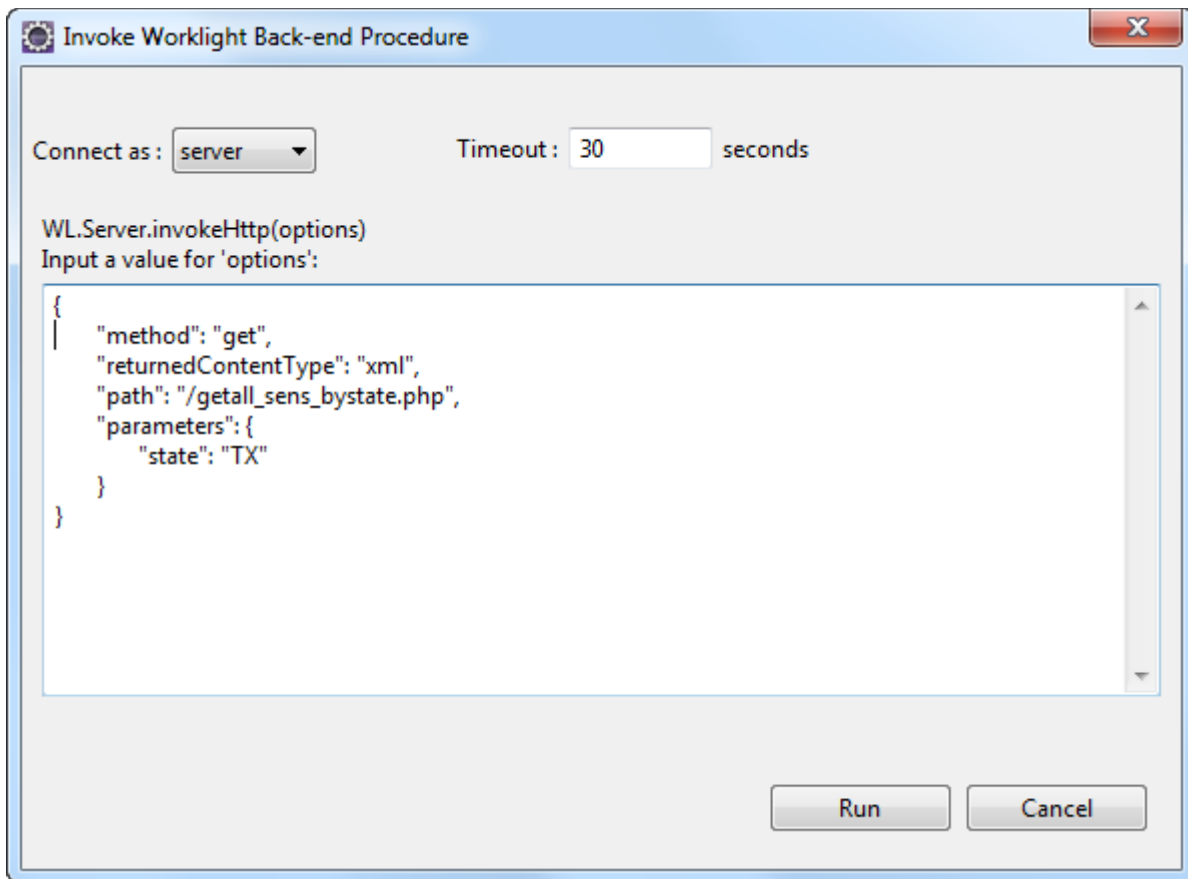 Invoke Worklight Back-end Procedure
Connect as : server Timeout : 30 seconds
WL.Server.invokeHttp(options)
Input a value for 'options':
{
"method": "get",
"returnedContentType": "xml",
"path": "/getall_sens_bystate.php",
"parameters": {
"state": "TX"
}
}
Run Cancel